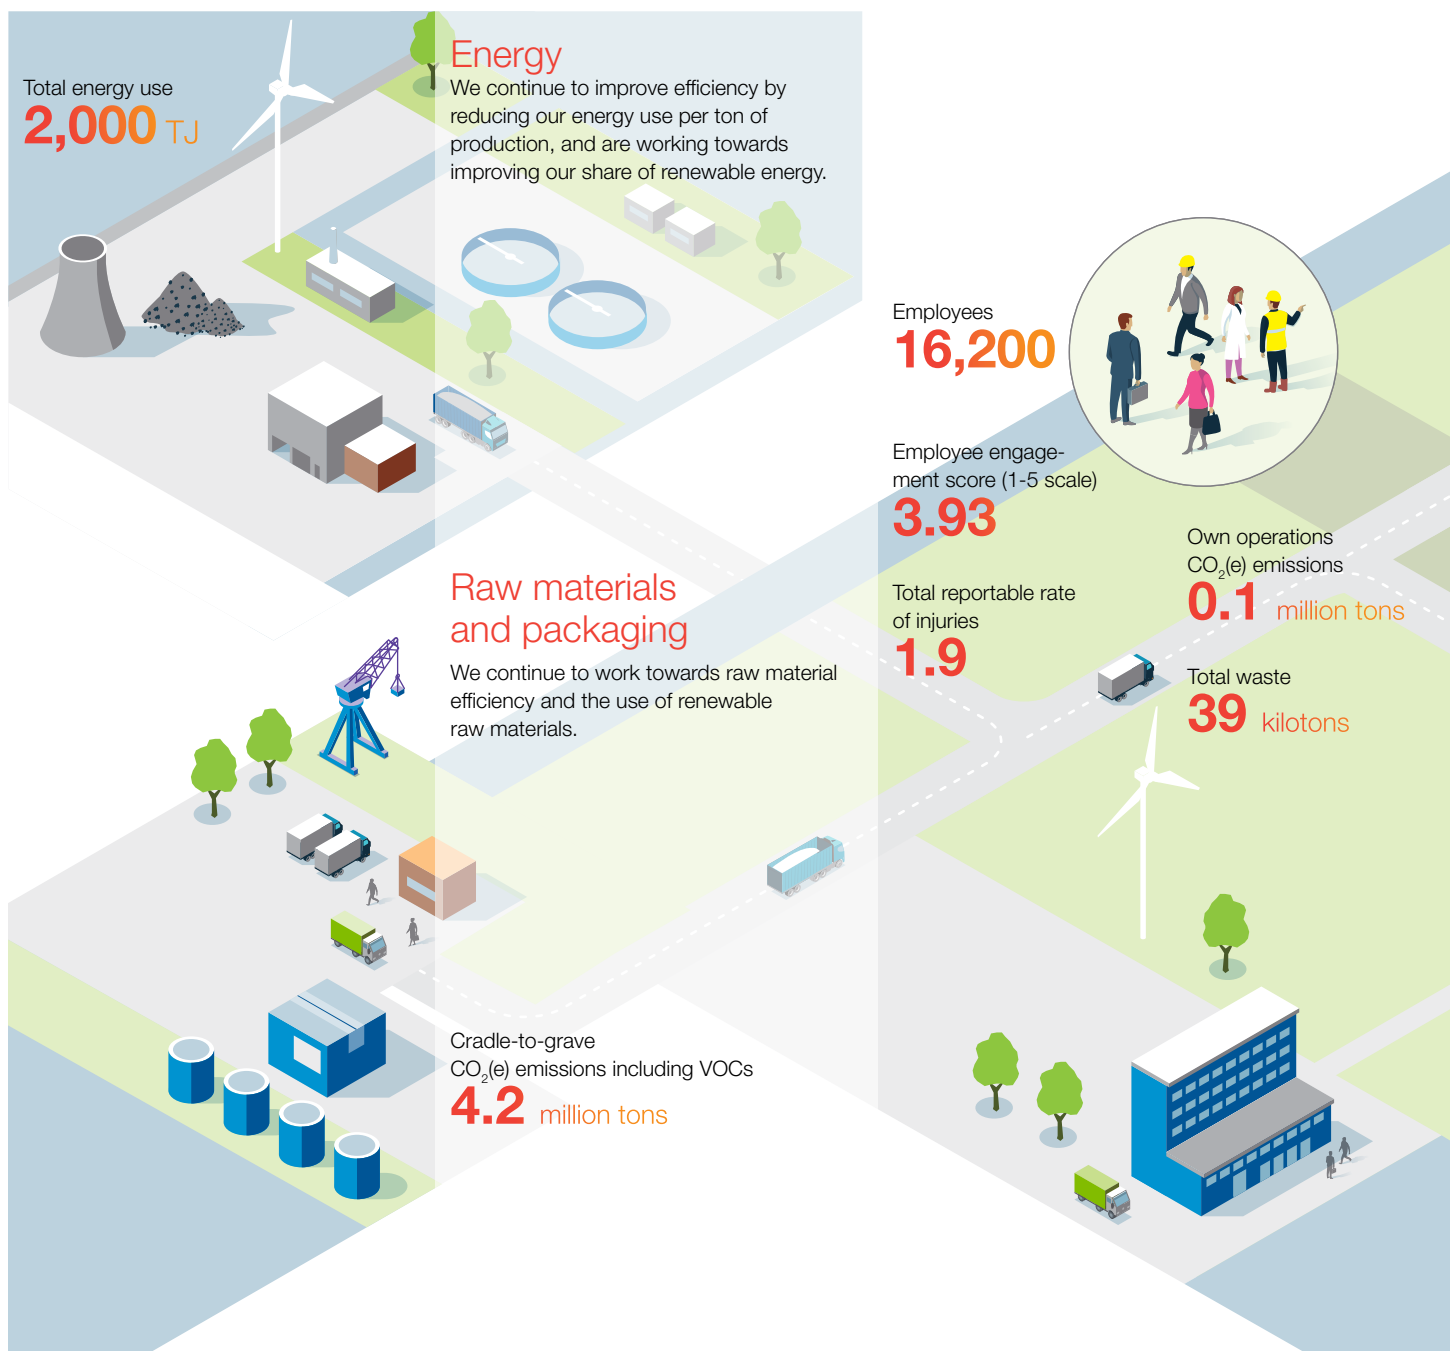 Total energy use
2,000 TJ
Energy
We continue to improve efficiency by
reducing our energy use per ton of
production, and are working towards
improving our share of renewable energy.
Employees
16,200
Employee engage-
ment score (1-5 scale)
3.93
Total reportable rate
of injuries
1.9
Own operations
CO2(e) emissions
0.1 million tons
Total waste
39 kilotons
Raw materials
and packaging
We continue to work towards raw material
efficiency and the use of renewable
raw materials.
Cradle-to-grave
CO2(e) emissions including VOCs
4.2 million tons